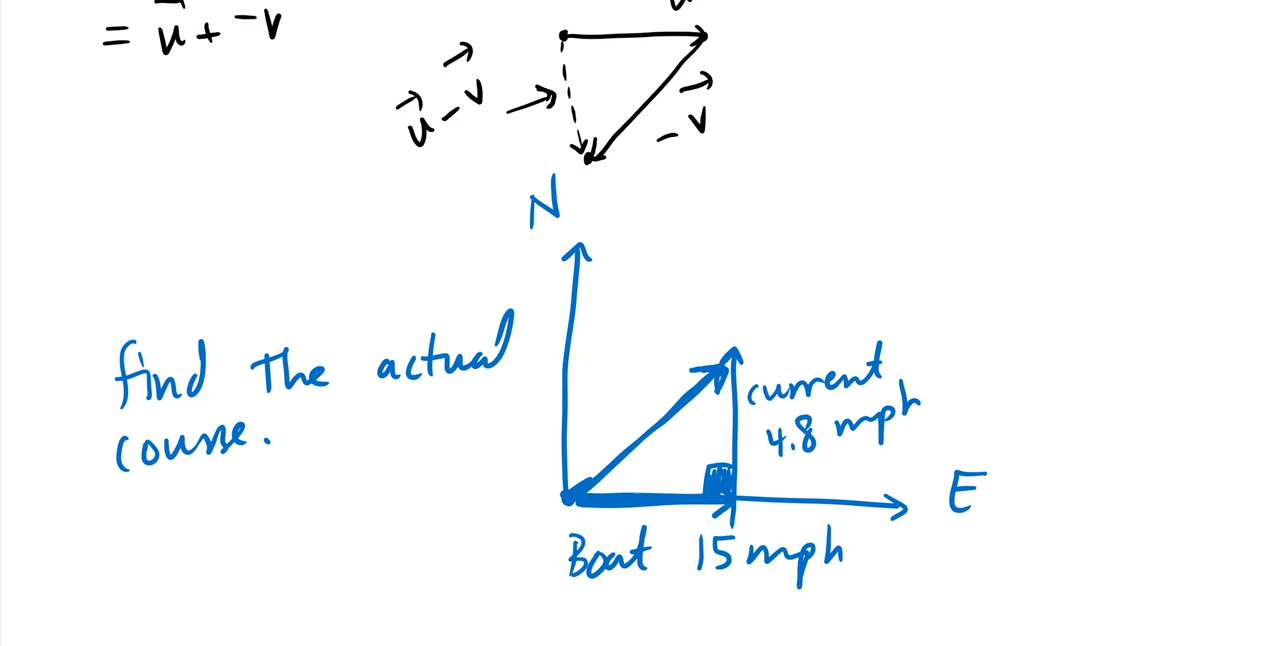 = u⃗ + -v
u⃗ - v⃗
-v⃗
N
find the actual
course.
current
4.8 mph
E
Boat 15 mph